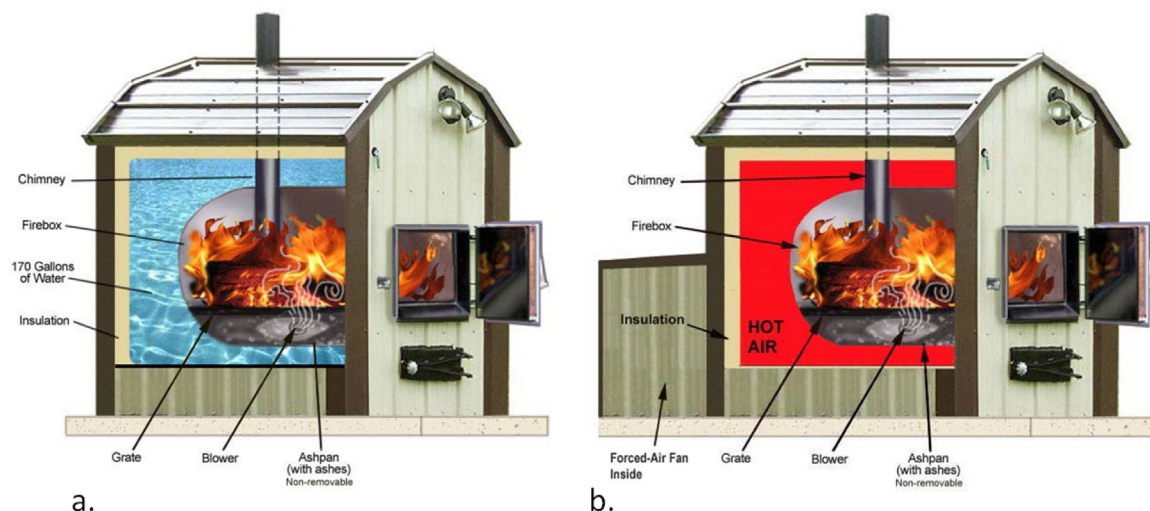 Chimney
Firebox
170 Gallons
of Water
Insulation
Grate
Blower
Ashpan
(with ashes)
Non-removable
a.
Chimney
Firebox
Insulation
HOT
AIR
Forced-Air Fan
Inside
Grate
Blower
Ashpan
(with ashes)
Non-removable
b.